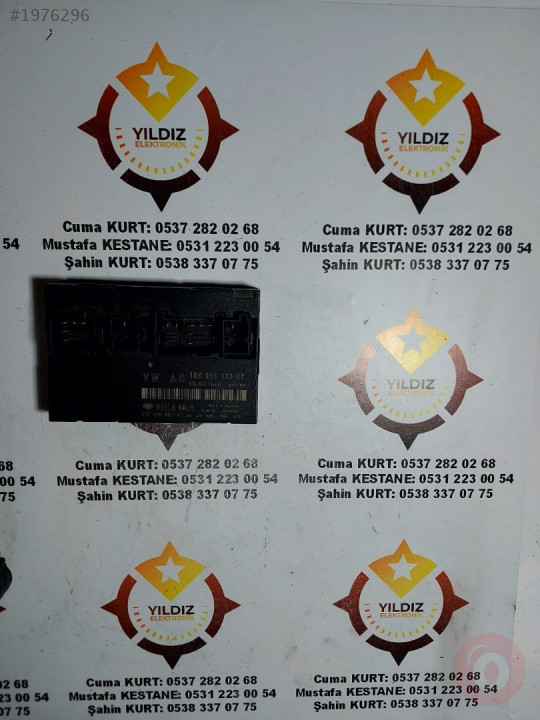 #1976296
YILDIZ
ELEKTRONİK
YILDIZ
ELEKTRONİK
Cuma KURT: 0537 282 02 68
Mustafa KESTANE: 0531 223 00 54
Şahin KURT: 0538 337 07 75
Cuma KURT: 0537 282 02 68
Mustafa KESTANE: 0531 223 00 54
Şahin KURT: 0538 337 07 75
54
VW AG
HELLA
YILDIZ
ELEKTRONİK
Cuma KURT: 0537 282 02 68
Mustafa KESTANE: 0531 223 00 54
Şahin KURT: 0538 337 07 75
Cuma KURT: 0537 282 02 68
Mustafa KESTANE: 0531 223 00 54
Şahin KURT: 0538 337 07 75
68
00 54
75
YILDIZ
ELEKTRONİK
YILDIZ
ELEKTRONİK
Cuma KURT: 0537 282 02 68
Mustafa KESTANE: 0531 223 00 54
Şahin KURT: 0538 337 07 75
Cuma KURT: 0537 282 02 68
Mustafa KESTANE: 0531 223 00 54
Şahin KURT: 0538 337 07 75
2 68
00 54
75